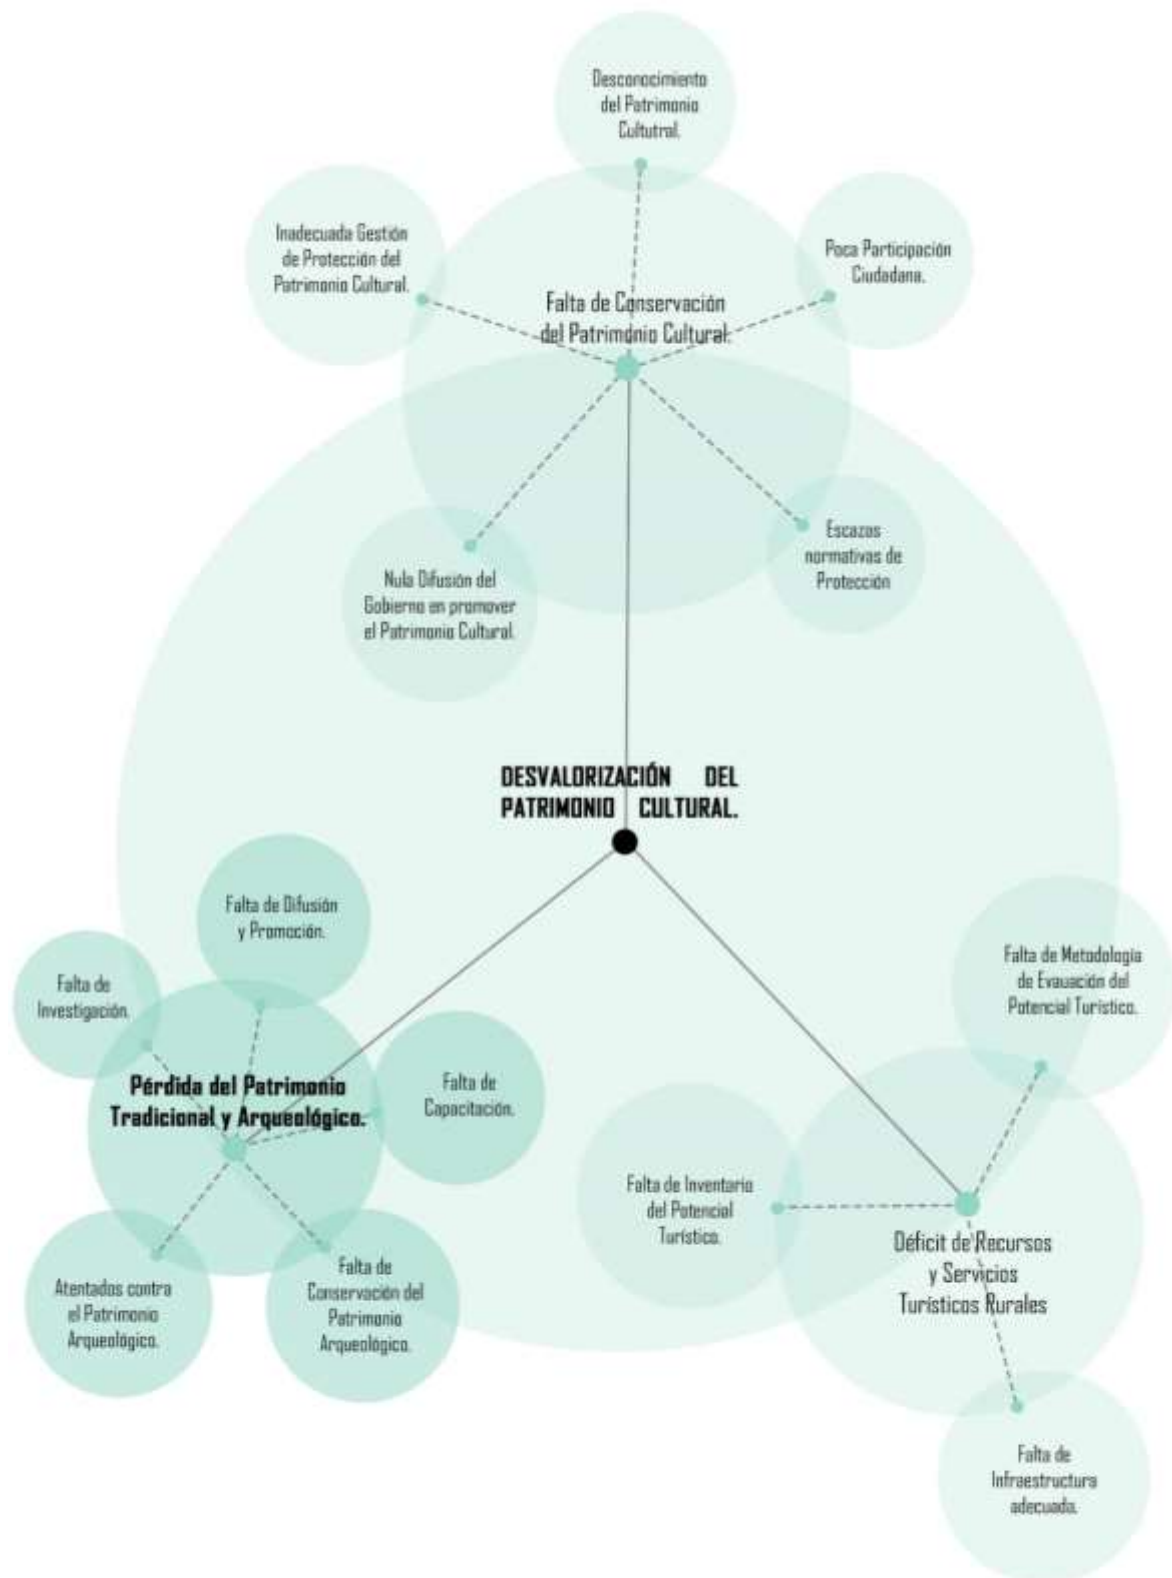 Desconocimiento
del Patrimonio
Cultutral.
Inadecuada Gestión
de Protección del
Patrimonio Cultural.
Poca Participación
Ciudadana.
Falta de Conservación
del Patrimonio Cultural.
Escazas
normativas de
Protección
Nula Difusión del
Gobierno en promover
el Patrimonio Cultural.
DESVALORIZACIÓN DEL
PATRIMONIO CULTURAL.
Falta de Difusión
y Promoción.
Falta de
Investigación.
Pérdida del Patrimonio
Tradicional y Arqueológico.
Falta de
Capacitación.
Atentados contra
el Patrimonio
Arqueológico.
Falta de
Conservación del
Patrimonio
Arqueológico.
Falta de Metodología
de Evauación del
Potencial Turístico.
Falta de Inventario
del Potencial
Turístico.
Déficit de Recursos
y Servicios
Turísticos Rurales
Falta de
Infraestructura
adecuada.